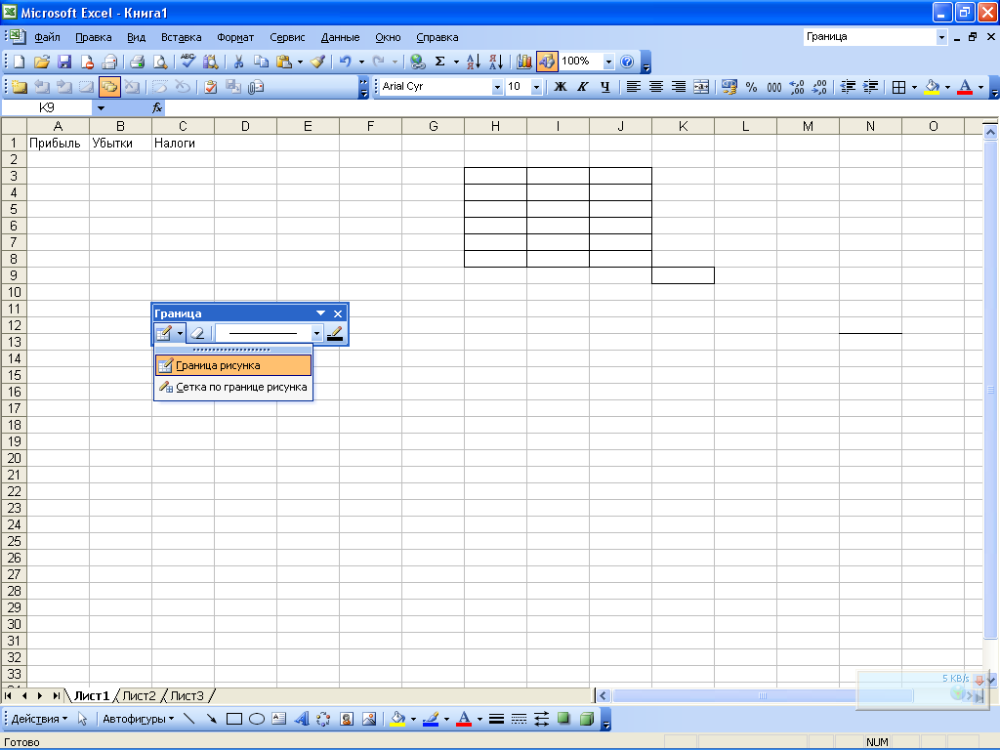 Microsoft Excel - Книга1
Файл Правка Вид Вставка Формат Сервис Данные Окно Справка Граница
100%
Arial Cyr 10 Ж К Ч % 000
K9 fx
A B C D E F G H I J K L M N O
1 Прибыль Убытки Налоги
2
3
4
5
6
7
8
9
10
11
12
13
14
15
16
17
18
19
20
21
22
23
24
25
26
27
28
29
30
31
32
33
Граница
Граница рисунка
Сетка по границе рисунка
5 KB/s
Лист1 Лист2 Лист3
Действия Автофигуры
Готово NUM